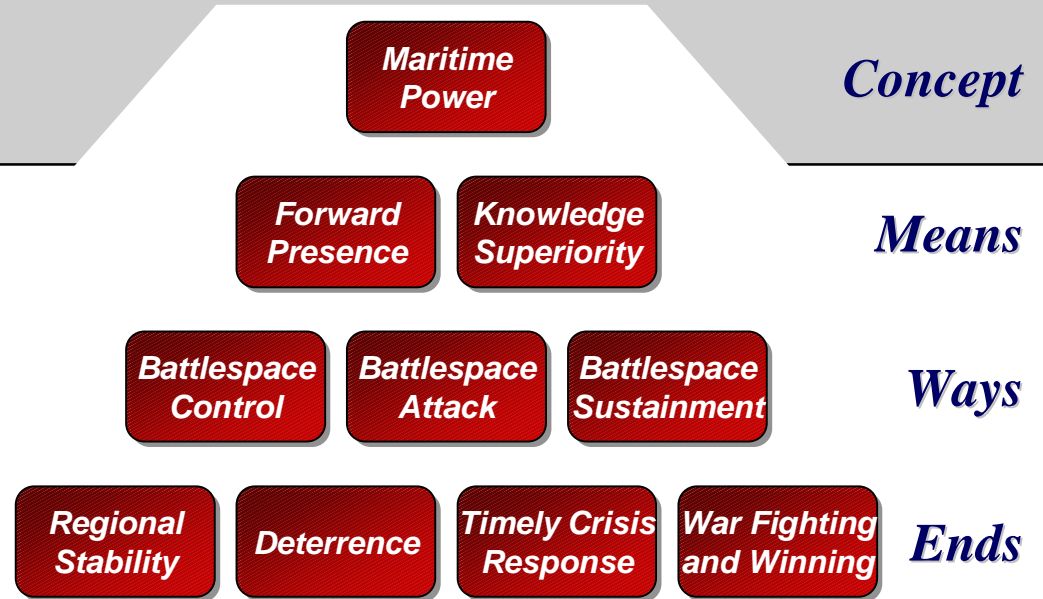 Maritime
Power
Concept
Forward
Presence
Knowledge
Superiority
Means
Battlespace
Control
Battlespace
Attack
Battlespace
Sustainment
Ways
Regional
Stability
Deterrence
Timely Crisis
Response
War Fighting
and Winning
Ends